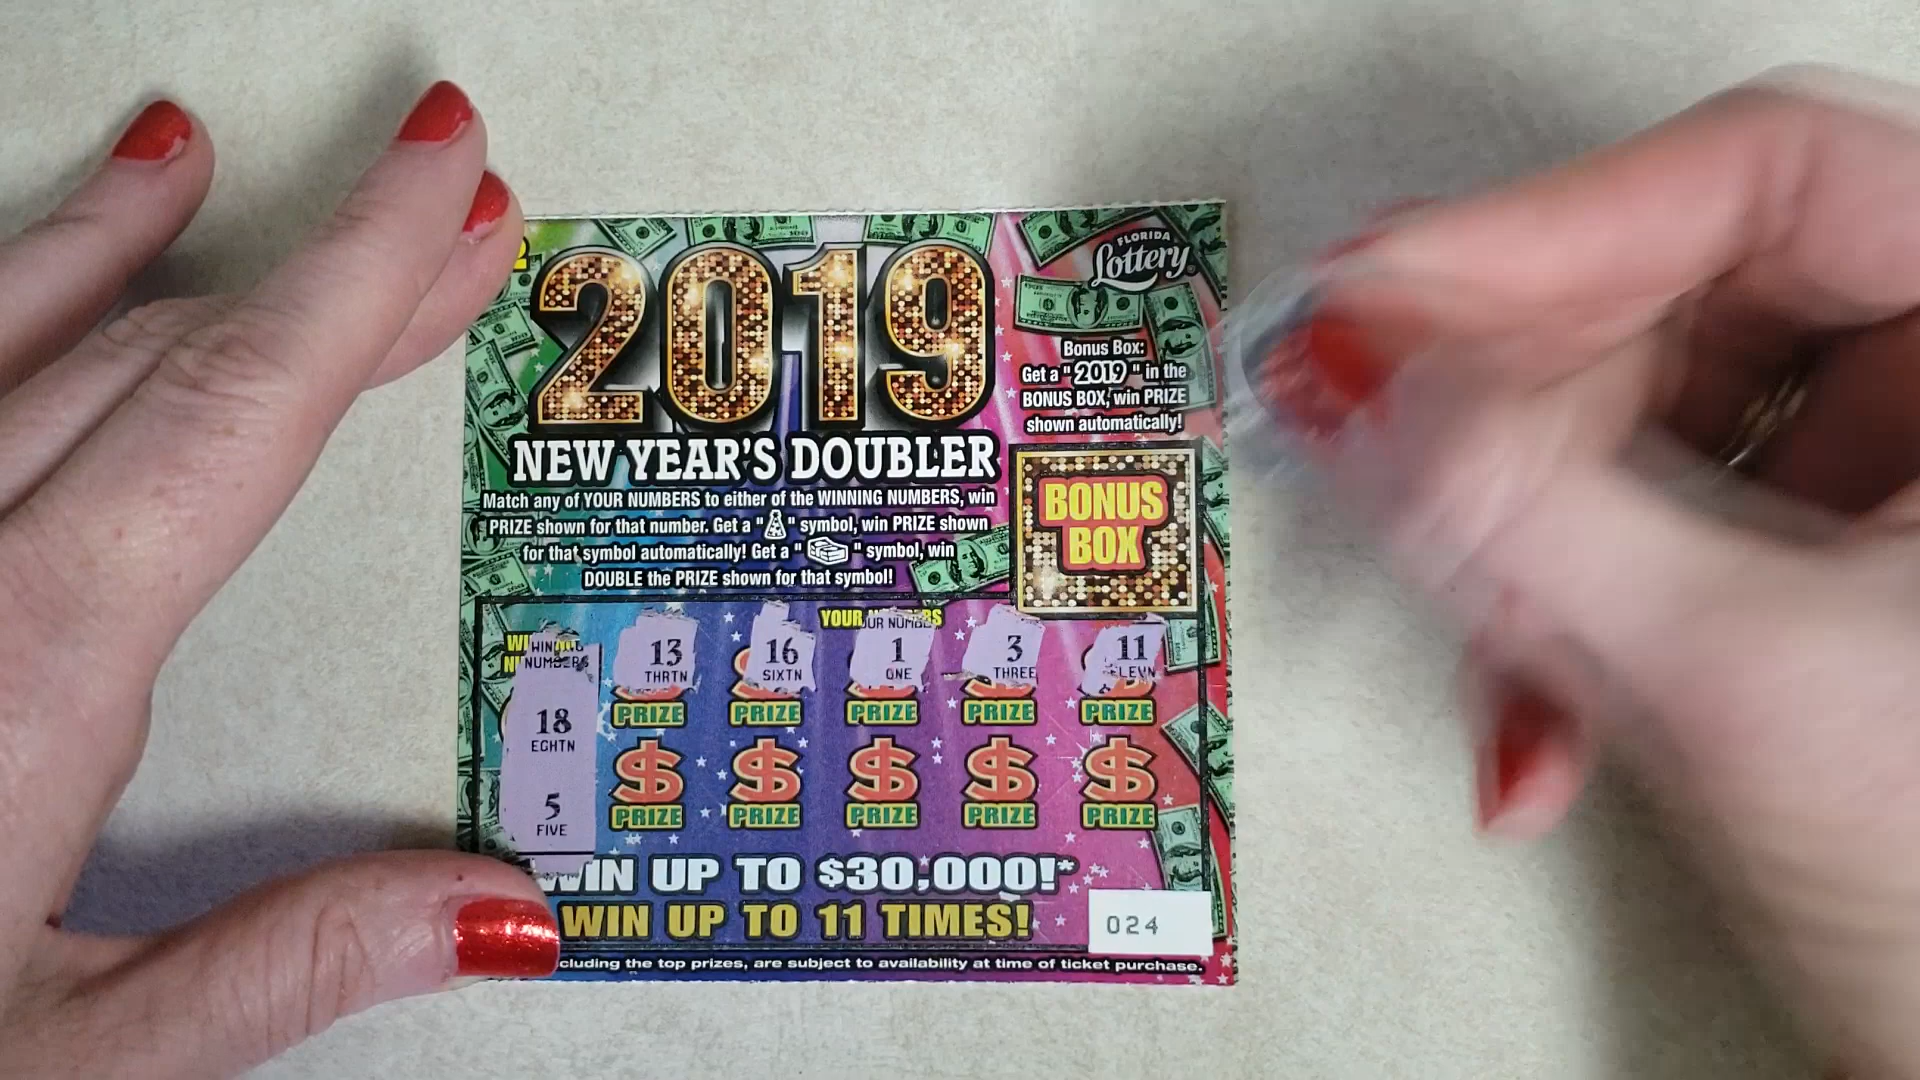 2
2019
FLORIDA
Lottery
NEW YEAR'S DOUBLER
Match any of YOUR NUMBERS to either of the WINNING NUMBERS, win
PRIZE shown for that number. Get a " " symbol, win PRIZE shown
for that symbol automatically! Get a " " symbol, win
DOUBLE the PRIZE shown for that symbol!
Bonus Box:
Get a " 2019 " in the
BONUS BOX, win PRIZE
shown automatically!
BONUS
BOX
YOUR
NUMBERS
18
EGHTN
5
FIVE
13
THRTN
16
SIXTN
1
ONE
3
THREE
11
ELEVN
PRIZE PRIZE PRIZE PRIZE PRIZE
$ $ $ $ $
PRIZE PRIZE PRIZE PRIZE PRIZE
WIN UP TO $30,000!*
WIN UP TO 11 TIMES!
024
cluding the top prizes, are subject to availability at time of ticket purchase.